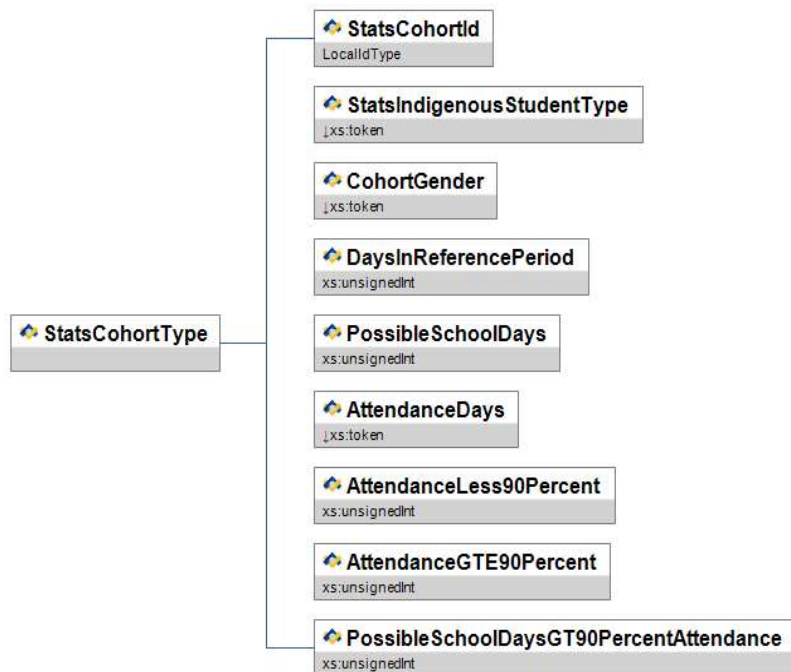 StatsCohortId
LocalIdType
StatsIndigenousStudentType
↓xs:token
CohortGender
↓xs:token
DaysInReferencePeriod
xs:unsignedInt
StatsCohortType
PossibleSchoolDays
xs:unsignedInt
AttendanceDays
↓xs:token
AttendanceLess90Percent
xs:unsignedInt
AttendanceGTE90Percent
xs:unsignedInt
PossibleSchoolDaysGT90PercentAttendance
xs:unsignedInt